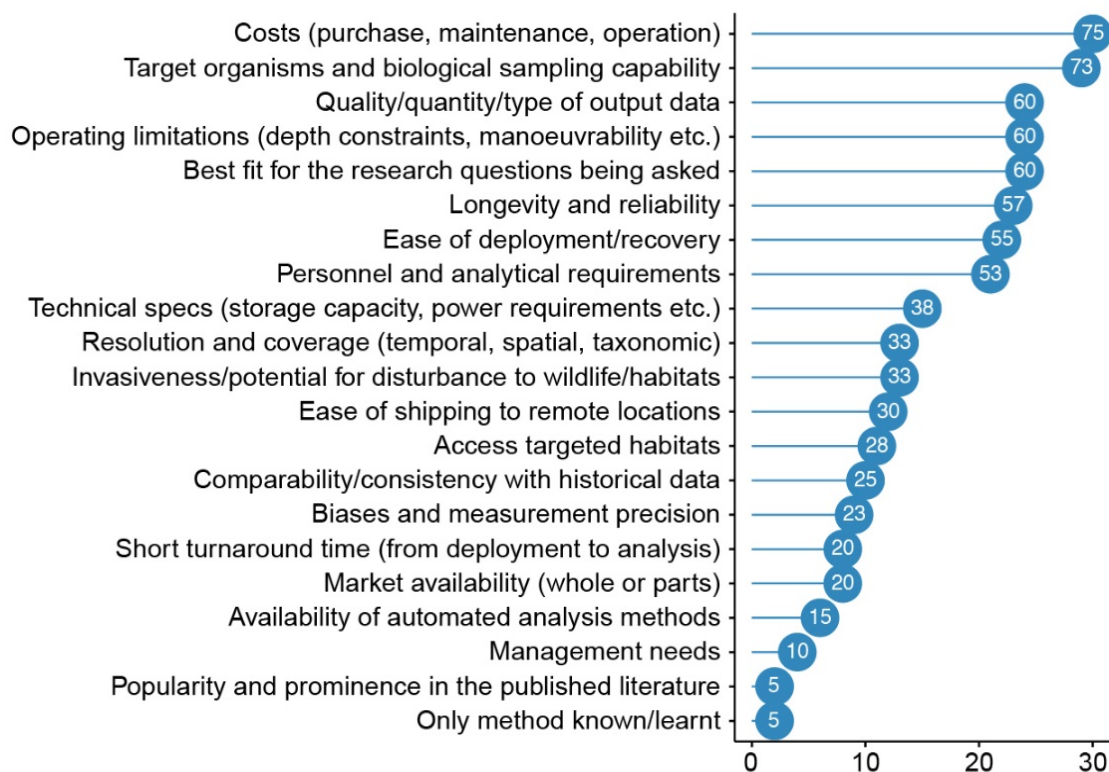 Costs (purchase, maintenance, operation) 75
Target organisms and biological sampling capability 73
Quality/quantity/type of output data 60
Operating limitations (depth constraints, manoeuvrability etc.) 60
Best fit for the research questions being asked 60
Longevity and reliability 57
Ease of deployment/recovery 55
Personnel and analytical requirements 53
Technical specs (storage capacity, power requirements etc.) 38
Resolution and coverage (temporal, spatial, taxonomic) 33
Invasiveness/potential for disturbance to wildlife/habitats 33
Ease of shipping to remote locations 30
Access targeted habitats 28
Comparability/consistency with historical data 25
Biases and measurement precision 23
Short turnaround time (from deployment to analysis) 20
Market availability (whole or parts) 20
Availability of automated analysis methods 15
Management needs 10
Popularity and prominence in the published literature 5
Only method known/learnt 5
0 10 20 30